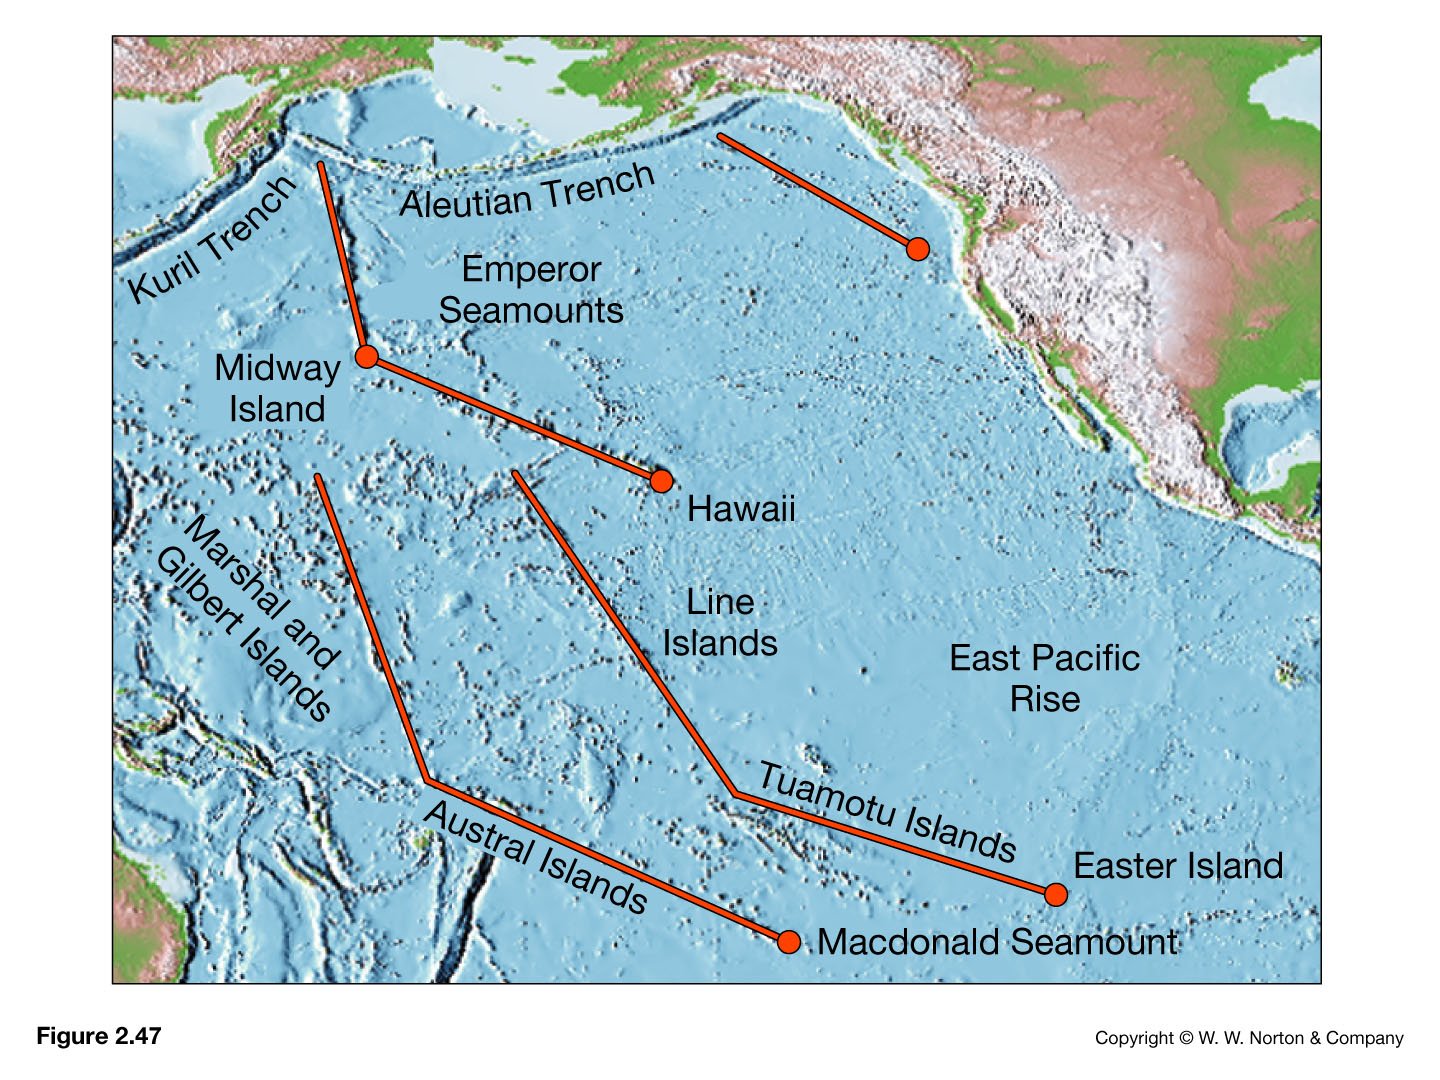 Kuril Trench
Aleutian Trench
Emperor
Seamounts
Midway
Island
Hawaii
Marshal and
Gilbert Islands
Line
Islands
East Pacific
Rise
Tuamotu Islands
Austral Islands
Easter Island
Macdonald Seamount
Figure 2.47
Copyright © W. W. Norton & Company